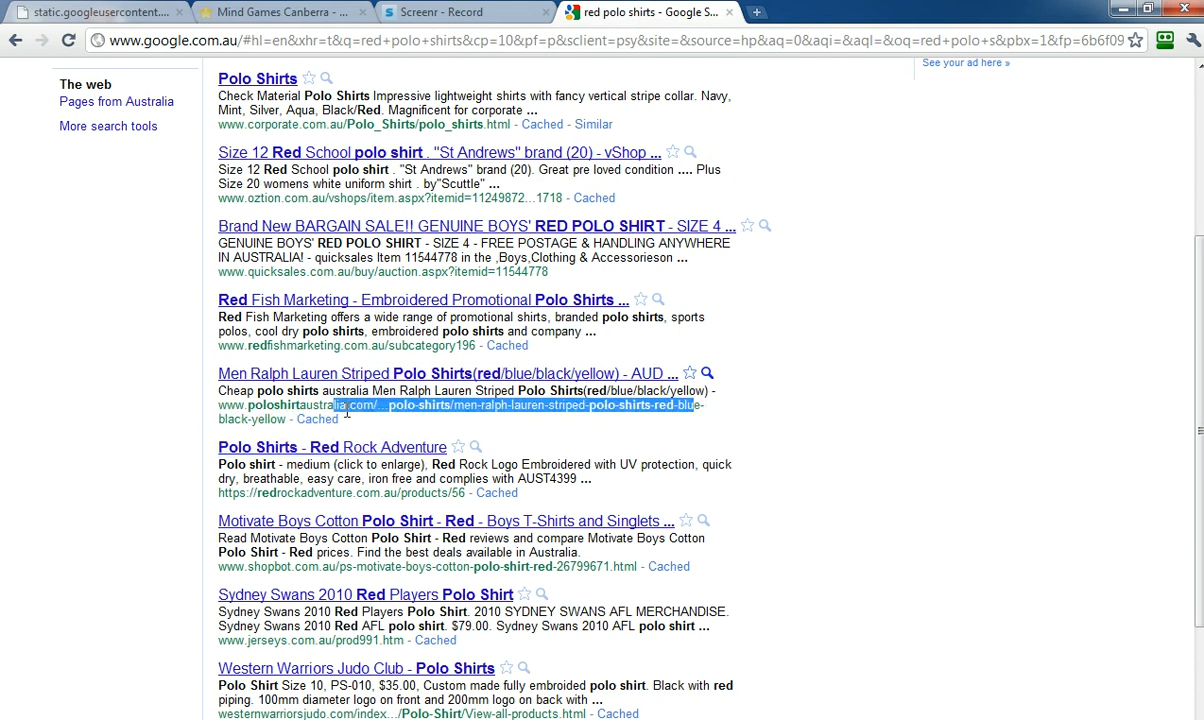 static.googleusercontent....
Mind Games Canberra - ...
Screenr - Record
red polo shirts - Google S...
www.google.com.au/#hl=en&xhr=t&q=red+polo+shirts&cp=10&pf=p&sclient=psy&site=&source=hp&aq=0&aqi=&aql=&oq=red+polo+s&pbx=1&fp=6b6f09
The web
Pages from Australia
More search tools
See your ad here »
Polo Shirts
Check Material Polo Shirts Impressive lightweight shirts with fancy vertical stripe collar. Navy,
Mint, Silver, Aqua, Black/Red. Magnificent for corporate ...
www.corporate.com.au/Polo_Shirts/polo_shirts.html - Cached - Similar
Size 12 Red School polo shirt . "St Andrews" brand (20) - vShop ...
Size 12 Red School polo shirt . "St Andrews" brand (20). Great pre loved condition .... Plus
Size 20 womens white uniform shirt . by"Scuttle" ...
www.oztion.com.au/vshops/item.aspx?itemid=11249872...1718 - Cached
Brand New BARGAIN SALE!! GENUINE BOYS' RED POLO SHIRT - SIZE 4 ...
GENUINE BOYS' RED POLO SHIRT - SIZE 4 - FREE POSTAGE & HANDLING ANYWHERE
IN AUSTRALIA! - quicksales Item 11544778 in the ,Boys,Clothing & Accessorieson ...
www.quicksales.com.au/buy/auction.aspx?itemid=11544778
Red Fish Marketing - Embroidered Promotional Polo Shirts ...
Red Fish Marketing offers a wide range of promotional shirts, branded polo shirts, sports
polos, cool dry polo shirts, embroidered polo shirts and company ...
www.redfishmarketing.com.au/subcategory196 - Cached
Men Ralph Lauren Striped Polo Shirts(red/blue/black/yellow) - AUD ...
Cheap polo shirts australia Men Ralph Lauren Striped Polo Shirts(red/blue/black/yellow) -
www.poloshirtaustralia.com/...polo-shirts/men-ralph-lauren-striped-polo-shirts-red-blue-
black-yellow - Cached
Polo Shirts - Red Rock Adventure
Polo shirt - medium (click to enlarge), Red Rock Logo Embroidered with UV protection, quick
dry, breathable, easy care, iron free and complies with AUST4399 ...
https://redrockadventure.com.au/products/56 - Cached
Motivate Boys Cotton Polo Shirt - Red - Boys T-Shirts and Singlets ...
Read Motivate Boys Cotton Polo Shirt - Red reviews and compare Motivate Boys Cotton
Polo Shirt - Red prices. Find the best deals available in Australia.
www.shopbot.com.au/ps-motivate-boys-cotton-polo-shirt-red-26799671.html - Cached
Sydney Swans 2010 Red Players Polo Shirt
Sydney Swans 2010 Red Players Polo Shirt. 2010 SYDNEY SWANS AFL MERCHANDISE.
Sydney Swans 2010 Red AFL polo shirt. $79.00. Sydney Swans 2010 AFL polo shirt ...
www.jerseys.com.au/prod991.htm - Cached
Western Warriors Judo Club - Polo Shirts
Polo Shirt Size 10, PS-010, $35.00, Custom made fully embroided polo shirt. Black with red
piping. 100mm diameter logo on front and 200mm logo on back with ...
westernwarriorsjudo.com/index.../Polo-Shirt/View-all-products.html - Cached